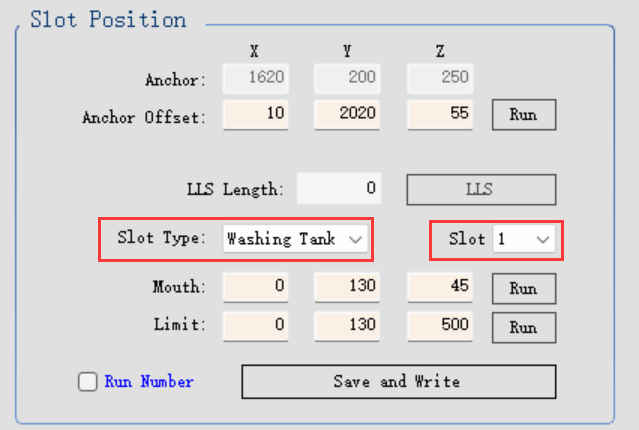 Slot Position
X Y Z
Anchor: 1620 200 250
Anchor Offset: 10 2020 55 Run
LLS Length: 0 LLS
Slot Type: Washing Tank Slot 1
Mouth: 0 130 45 Run
Limit: 0 130 500 Run
Run Number Save and Write